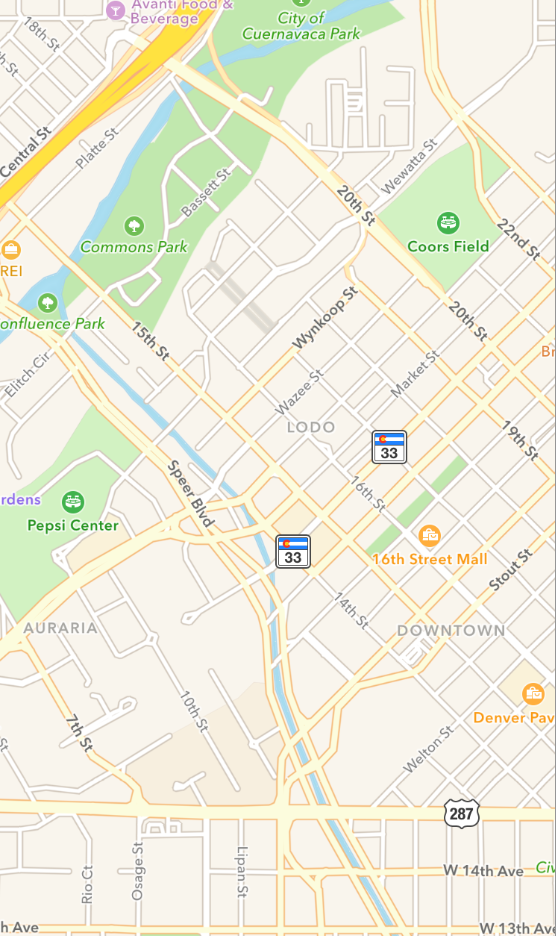 Avanti Food &
Beverage
City of
Cuernavaca Park
18th St
Central St
Platte St
Wewatta St
Bassett St
20th St
Coors Field
22nd St
Commons Park
REI
onfluence Park
15th St
Wynkoop St
20th St
Elitch Cir
Wazee St
Market St
Br
LODO
19th St
33
16th St
rdens
Pepsi Center
Speer Blvd
33
16th Street Mall
Stout St
14th St
AURARIA
DOWNTOWN
10th St
7th St
Denver Pav
Welton St
287
Rio Ct
Osage St
Lipan St
W 14th Ave
Civ
h Ave
W 13th Ave